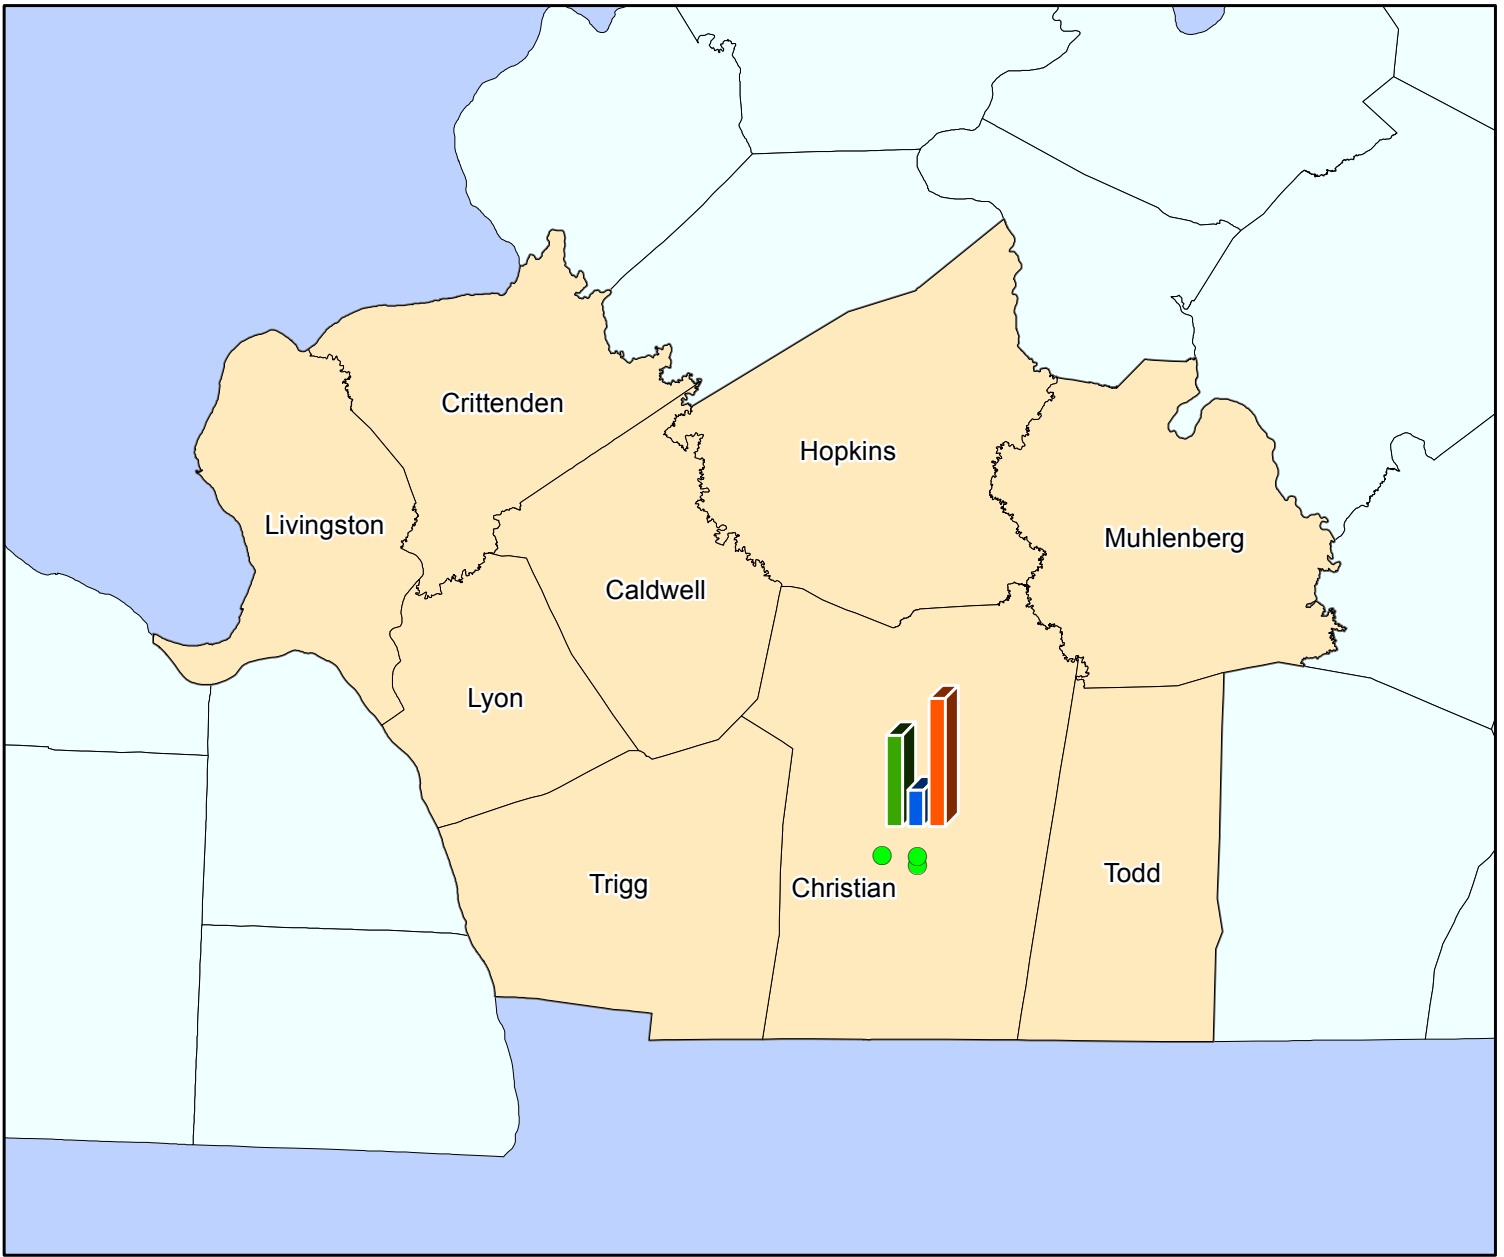 Crittenden
Hopkins
Livingston
Muhlenberg
Caldwell
Lyon
Todd
Trigg
Christian